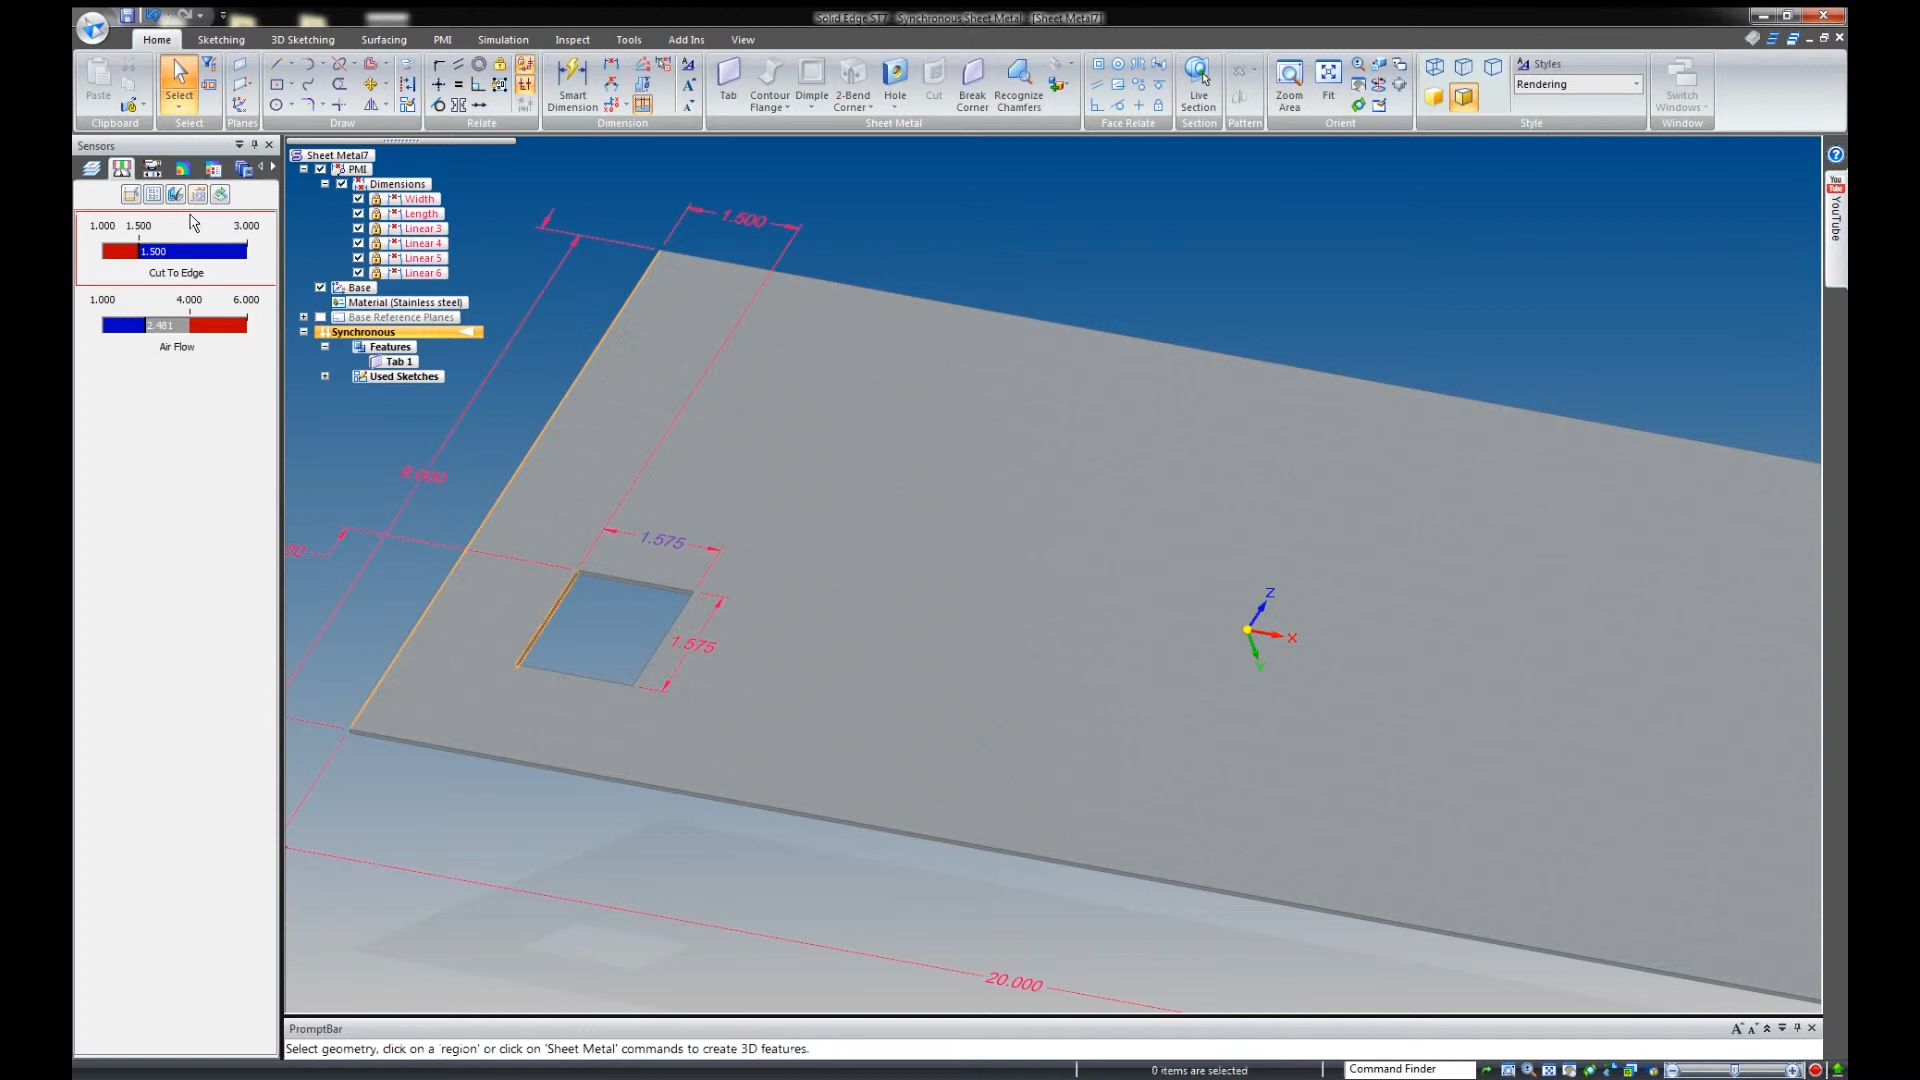 Solid Edge ST7 - Synchronous Sheet Metal - [Sheet Metal7]
Home
Sketching
3D Sketching
Surfacing
PMI
Simulation
Inspect
Tools
Add Ins
View
Paste
Select
Smart Dimension
Tab
Contour Flange
Dimple
2-Bend Corner
Hole
Cut
Break Corner
Recognize Chamfers
Live Section
Zoom Area
Fit
Styles
Rendering
Switch Windows
Clipboard
Select
Planes
Draw
Relate
Dimension
Sheet Metal
Face Relate
Section
Pattern
Orient
Style
Window
Sensors
1.000 1.500 3.000
1.500
Cut To Edge
1.000 4.000 6.000
2.481
Air Flow
Sheet Metal7
PMI
Dimensions
Width
Length
Linear 3
Linear 4
Linear 5
Linear 6
Base
Material (Stainless steel)
Base Reference Planes
Synchronous
Features
Tab 1
Used Sketches
1.500
1.575
1.575
20.000
Z
X
Y
You Tube
YouTube
PromptBar
Select geometry, click on a 'region' or click on 'Sheet Metal' commands to create 3D features.
0 items are selected
Command Finder